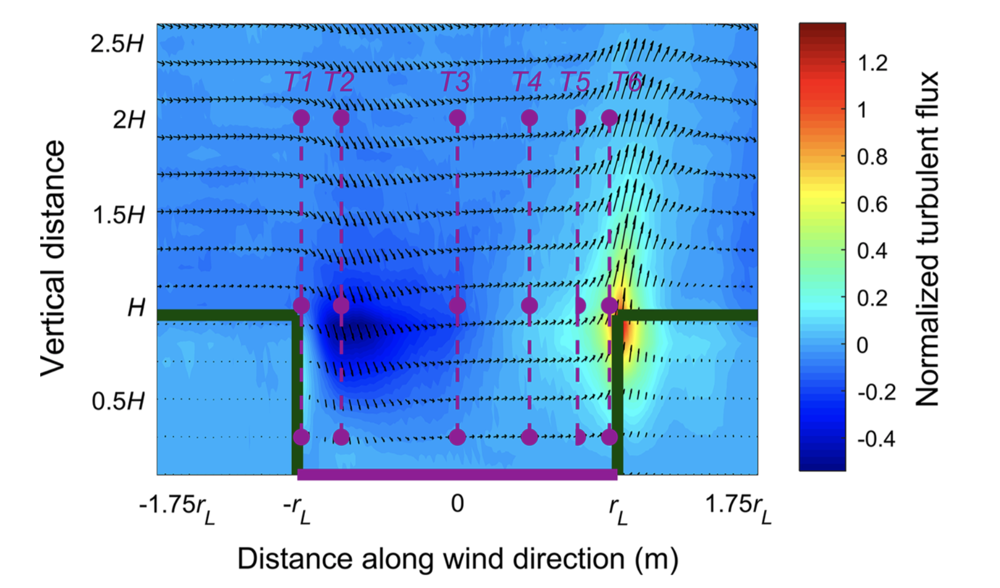 2.5H
2H
1.5H
H
0.5H
Vertical distance
T1 T2 T3 T4 T5 T6
-1.75r_L -r_L 0 r_L 1.75r_L
Distance along wind direction (m)
1.2
1
0.8
0.6
0.4
0.2
0
-0.2
-0.4
Normalized turbulent flux